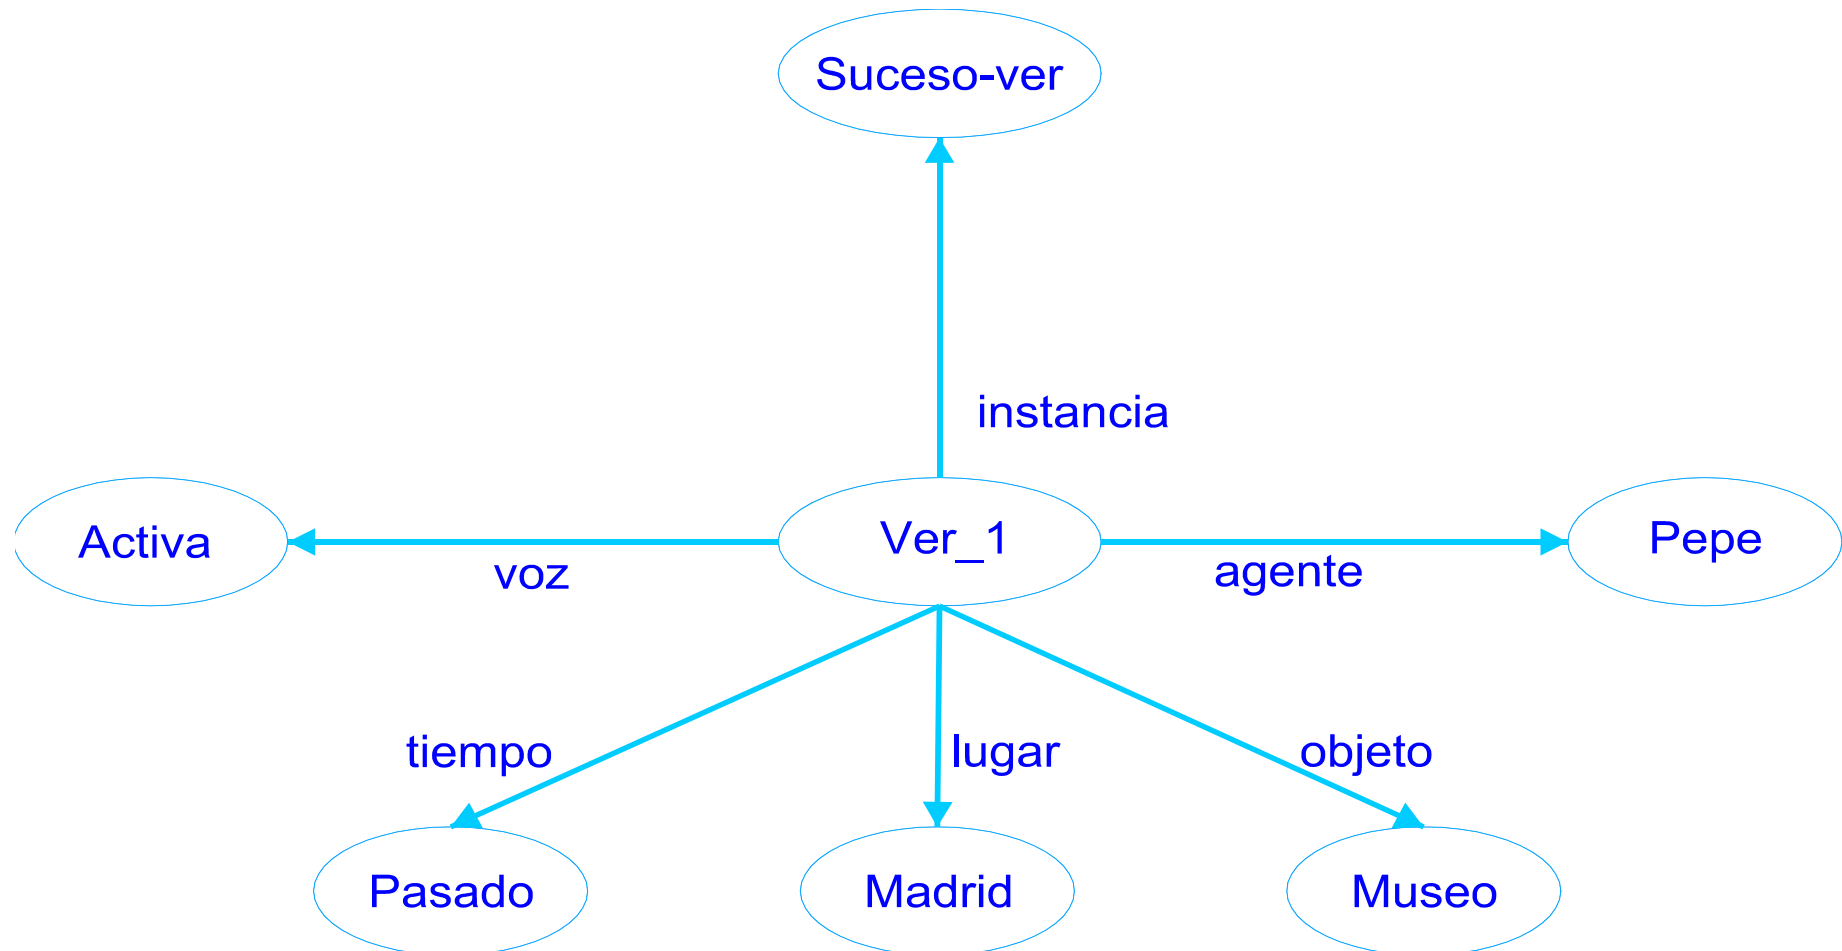 Suceso-ver
instancia
Activa
voz
Ver_1
agente
Pepe
tiempo
lugar
objeto
Pasado
Madrid
Museo